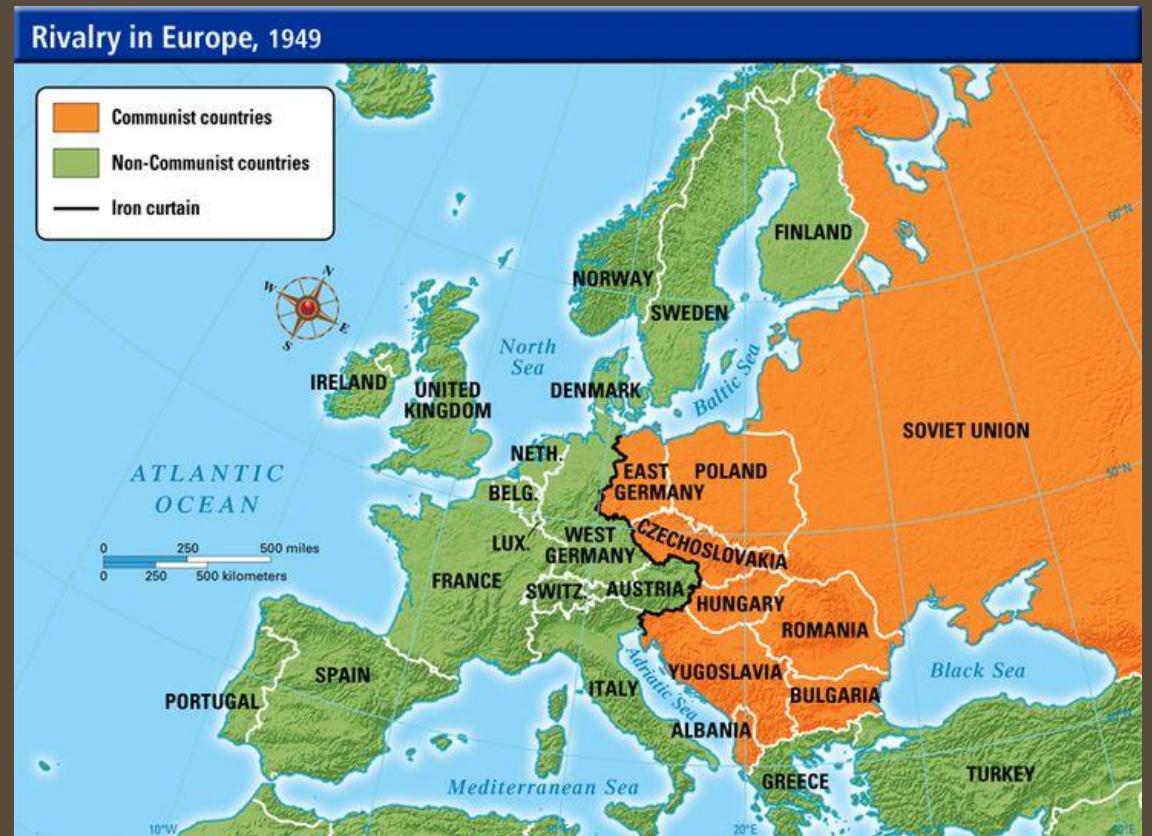 Rivalry in Europe, 1949
Communist countries
Non-Communist countries
Iron curtain
N
W
E
S
60°N
FINLAND
NORWAY
SWEDEN
North
Sea
Baltic Sea
IRELAND
UNITED
KINGDOM
DENMARK
SOVIET UNION
ATLANTIC
OCEAN
NETH.
BELG.
LUX.
EAST
GERMANY
POLAND
50°N
WEST
GERMANY
CZECHOSLOVAKIA
0 250 500 miles
0 250 500 kilometers
FRANCE
SWITZ.
AUSTRIA
HUNGARY
ROMANIA
SPAIN
PORTUGAL
ITALY
Adriatic Sea
YUGOSLAVIA
BULGARIA
Black Sea
ALBANIA
GREECE
TURKEY
Mediterranean Sea
10°W
20°E